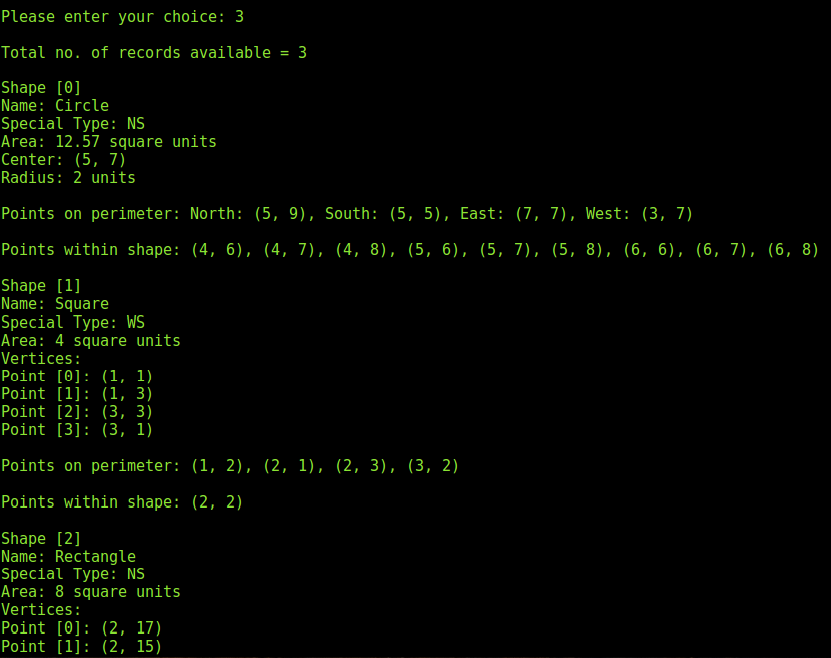 Please enter your choice: 3
Total no. of records available = 3
Shape [0]
Name: Circle
Special Type: NS
Area: 12.57 square units
Center: (5, 7)
Radius: 2 units
Points on perimeter: North: (5, 9), South: (5, 5), East: (7, 7), West: (3, 7)
Points within shape: (4, 6), (4, 7), (4, 8), (5, 6), (5, 7), (5, 8), (6, 6), (6, 7), (6, 8)
Shape [1]
Name: Square
Special Type: WS
Area: 4 square units
Vertices:
Point [0]: (1, 1)
Point [1]: (1, 3)
Point [2]: (3, 3)
Point [3]: (3, 1)
Points on perimeter: (1, 2), (2, 1), (2, 3), (3, 2)
Points within shape: (2, 2)
Shape [2]
Name: Rectangle
Special Type: NS
Area: 8 square units
Vertices:
Point [0]: (2, 17)
Point [1]: (2, 15)